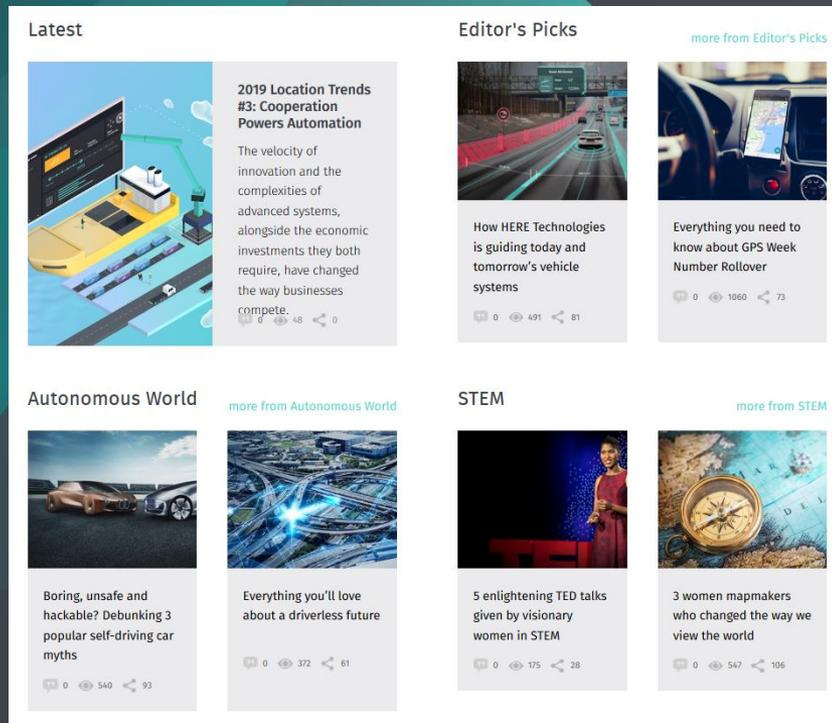 Latest
2019 Location Trends
#3: Cooperation
Powers Automation
The velocity of
innovation and the
complexities of
advanced systems,
alongside the economic
investments they both
require, have changed
the way businesses
compete.
0 48 0
Editor's Picks
more from Editor's Picks
How HERE Technologies
is guiding today and
tomorrow’s vehicle
systems
0 491 81
Everything you need to
know about GPS Week
Number Rollover
0 1060 73
Autonomous World
more from Autonomous World
Boring, unsafe and
hackable? Debunking 3
popular self-driving car
myths
0 540 93
Everything you’ll love
about a driverless future
0 372 61
STEM
more from STEM
TED
5 enlightening TED talks
given by visionary
women in STEM
0 175 28
3 women mapmakers
who changed the way we
view the world
0 547 106